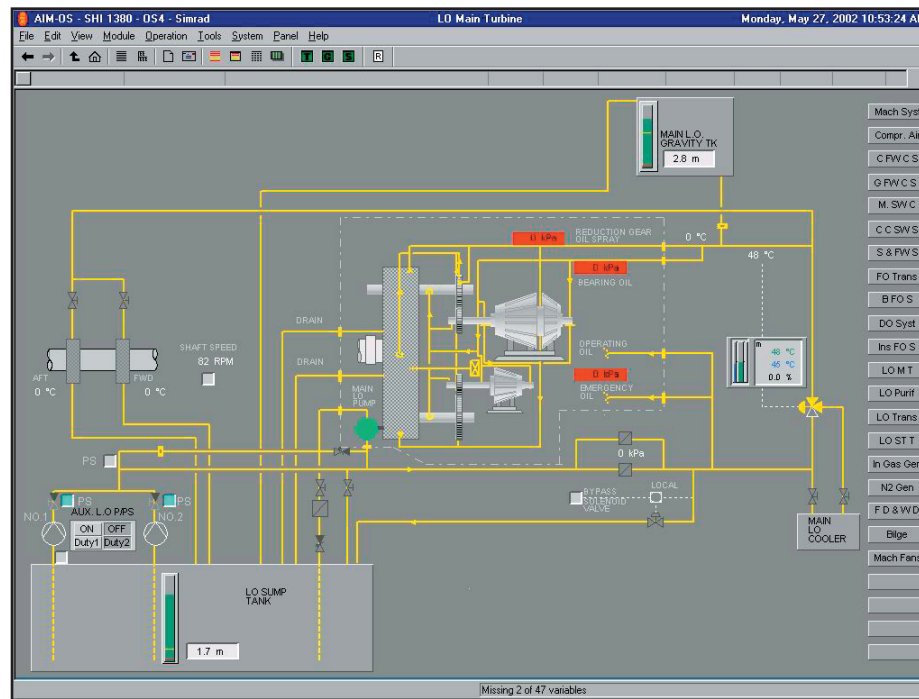 AIM-OS - SHI 1380 - OS4 - Simrad
LO Main Turbine
Monday, May 27, 2002 10:53:24 A
File Edit View Module Operation Tools System Panel Help
T G S R
MAIN L.O.
GRAVITY TK
2.8 m
Mach Syst
Compr. Air
C FW C S
G FW C S
M. SW C
C C SW S
S & FW S
FO Trans
B FO S
DO Syst
Ins FO S
LO M T
LO Purif
LO Trans
LO ST T
In Gas Gen
N2 Gen
F D & W D
Bilge
Mach Fans
0 kPa
REDUCTION GEAR
OIL SPRAY
0 °C
48 °C
0 kPa
BEARING OIL
DRAIN
DRAIN
SHAFT SPEED
82 RPM
OPERATING
OIL
0 kPa
EMERGENCY
OIL
m
48 °C
45 °C
0.0 %
AFT
0 °C
FWD
0 °C
MAIN
LO
PUMP
PS
0 kPa
PS
PS
NO.1
AUX. L.O P/PS
NO.2
ON OFF
Duty1 Duty2
BYPASS
SOLENOID
VALVE
LOCAL
MAIN
LO
COOLER
LO SUMP
TANK
1.7 m
Missing 2 of 47 variables